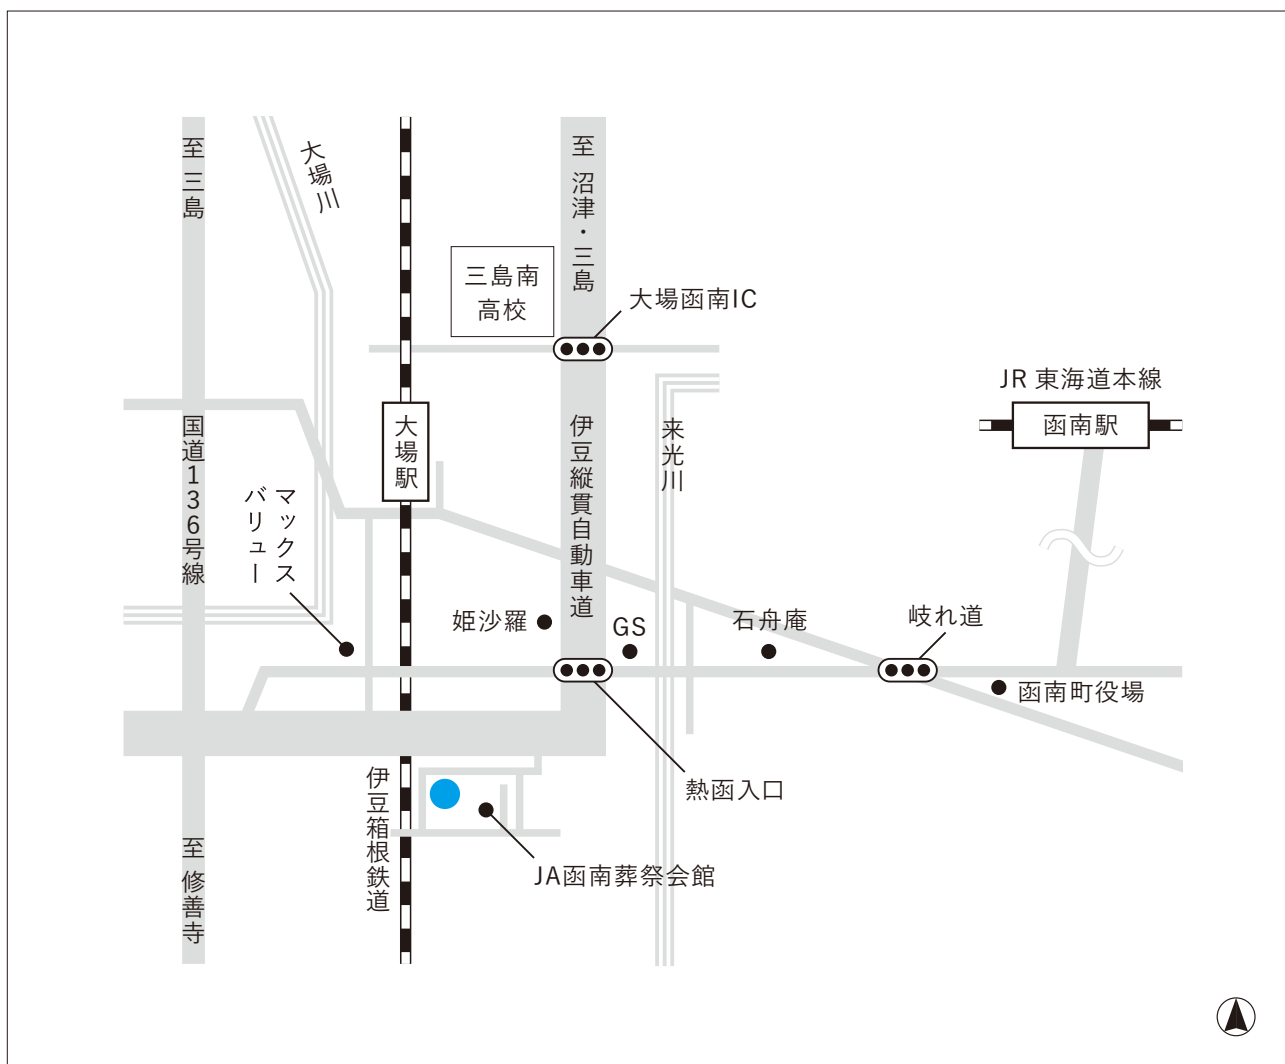 至 三島
大場川
至 沼津・三島
三島南
高校
大場函南IC
JR 東海道本線
函南駅
国道136号線
大場駅
伊豆縦貫自動車道
来光川
マックス
バリュー
姫沙羅
GS
石舟庵
岐れ道
函南町役場
熱函入口
伊豆箱根鉄道
JA函南葬祭会館
至 修善寺